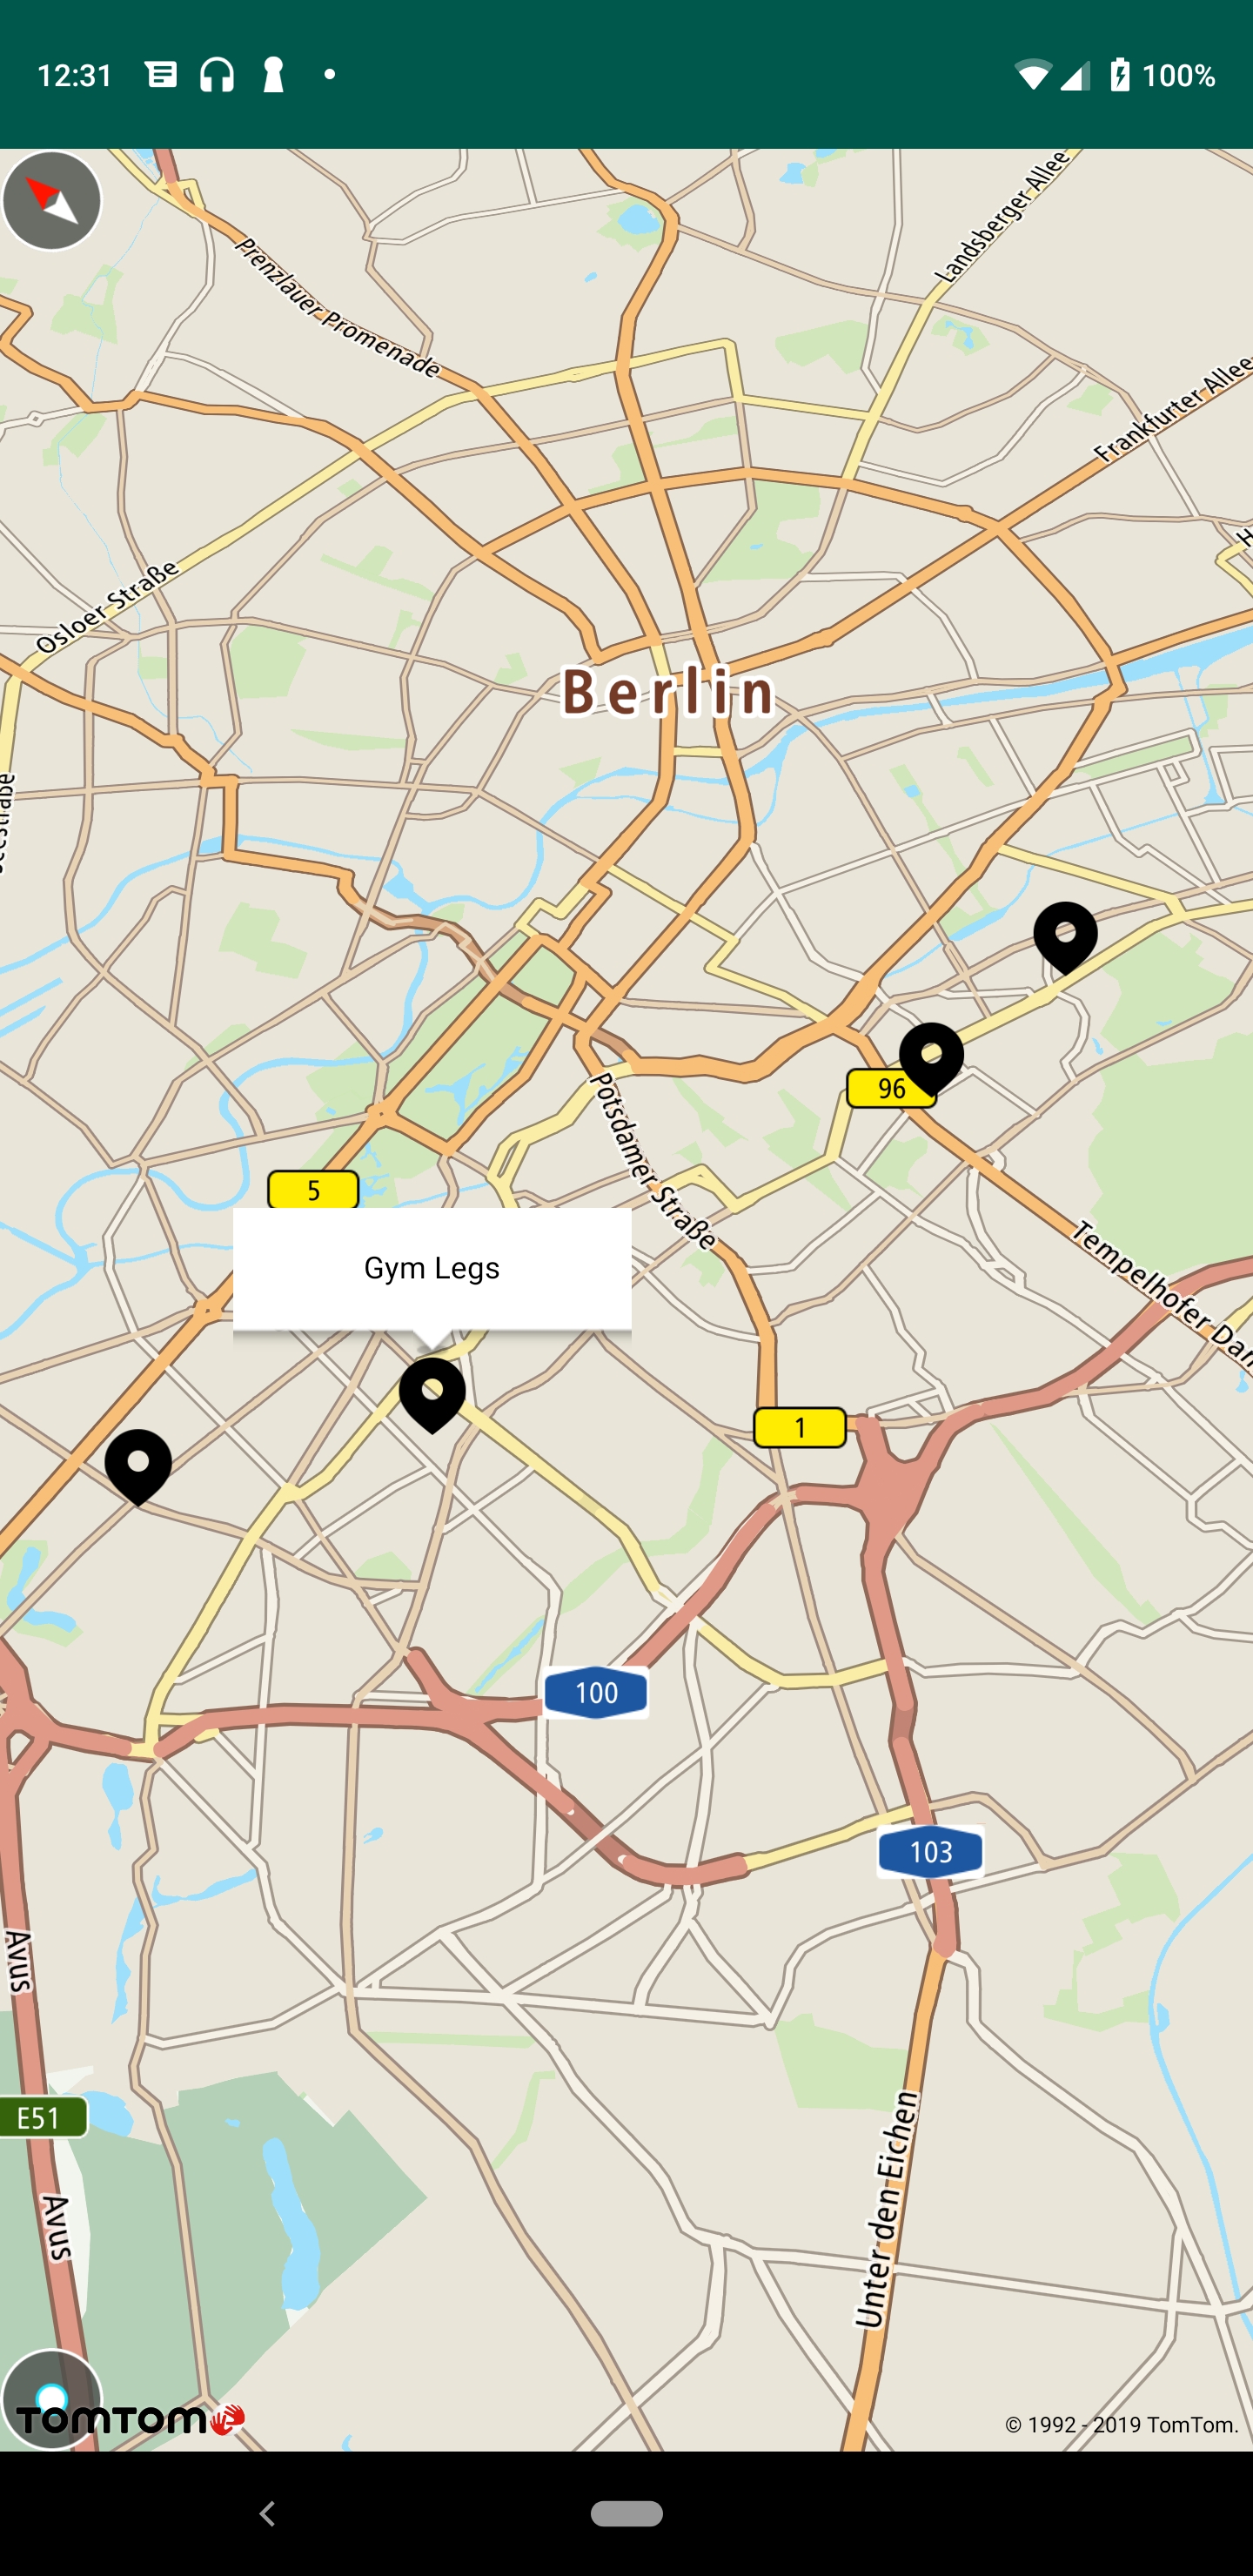 12:31
100%
Landsberger Allee
Prenzlauer Promenade
Frankfurter Allee
H
Osloer Straße
Berlin
96
Potsdamer Straße
5
Tempelhofer Dam
Gym Legs
1
100
103
Avus
E51
Avus
Unter den Eichen
TOMTOM
© 1992 - 2019 TomTom.